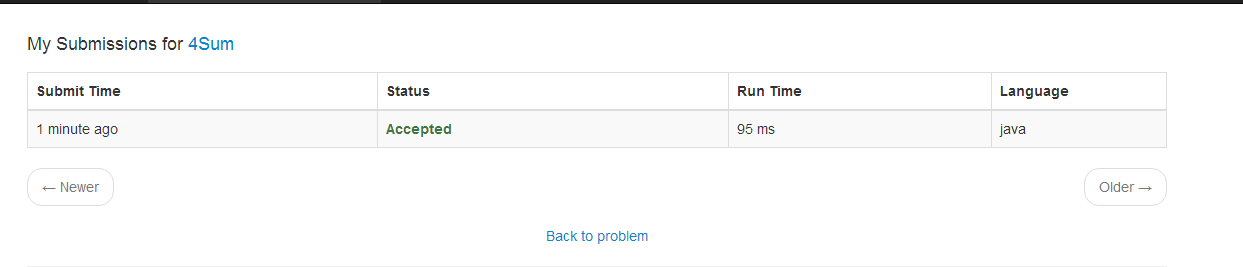 My Submissions for 4Sum
Submit Time Status Run Time Language
1 minute ago Accepted 95 ms java
← Newer Older →
Back to problem